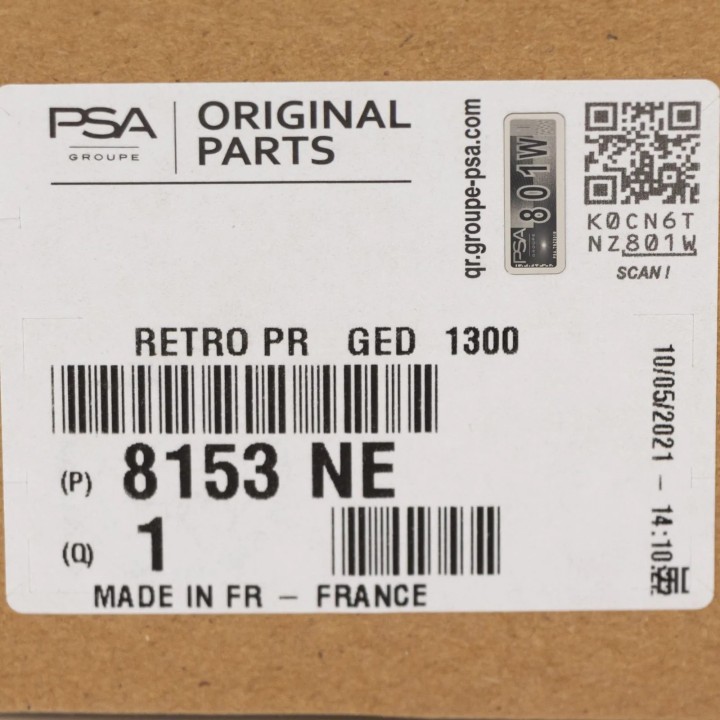 PSA
GROUPE
ORIGINAL
PARTS
qr.groupe-psa.com
PSA
801W
K0CN6T
NZ801W
SCAN!
RETRO PR GED 1300
(P) 8153 NE
(Q) 1
MADE IN FR – FRANCE
10/05/2021 – 14:10